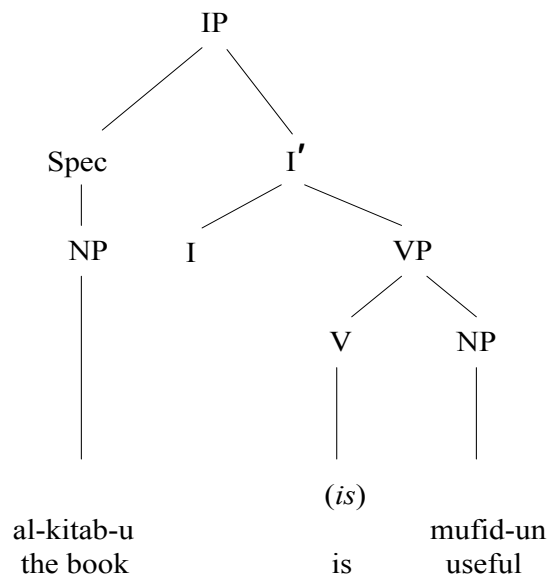 IP
Spec I′
NP I VP
V NP
(is)
al-kitab-u mufid-un
the book is useful